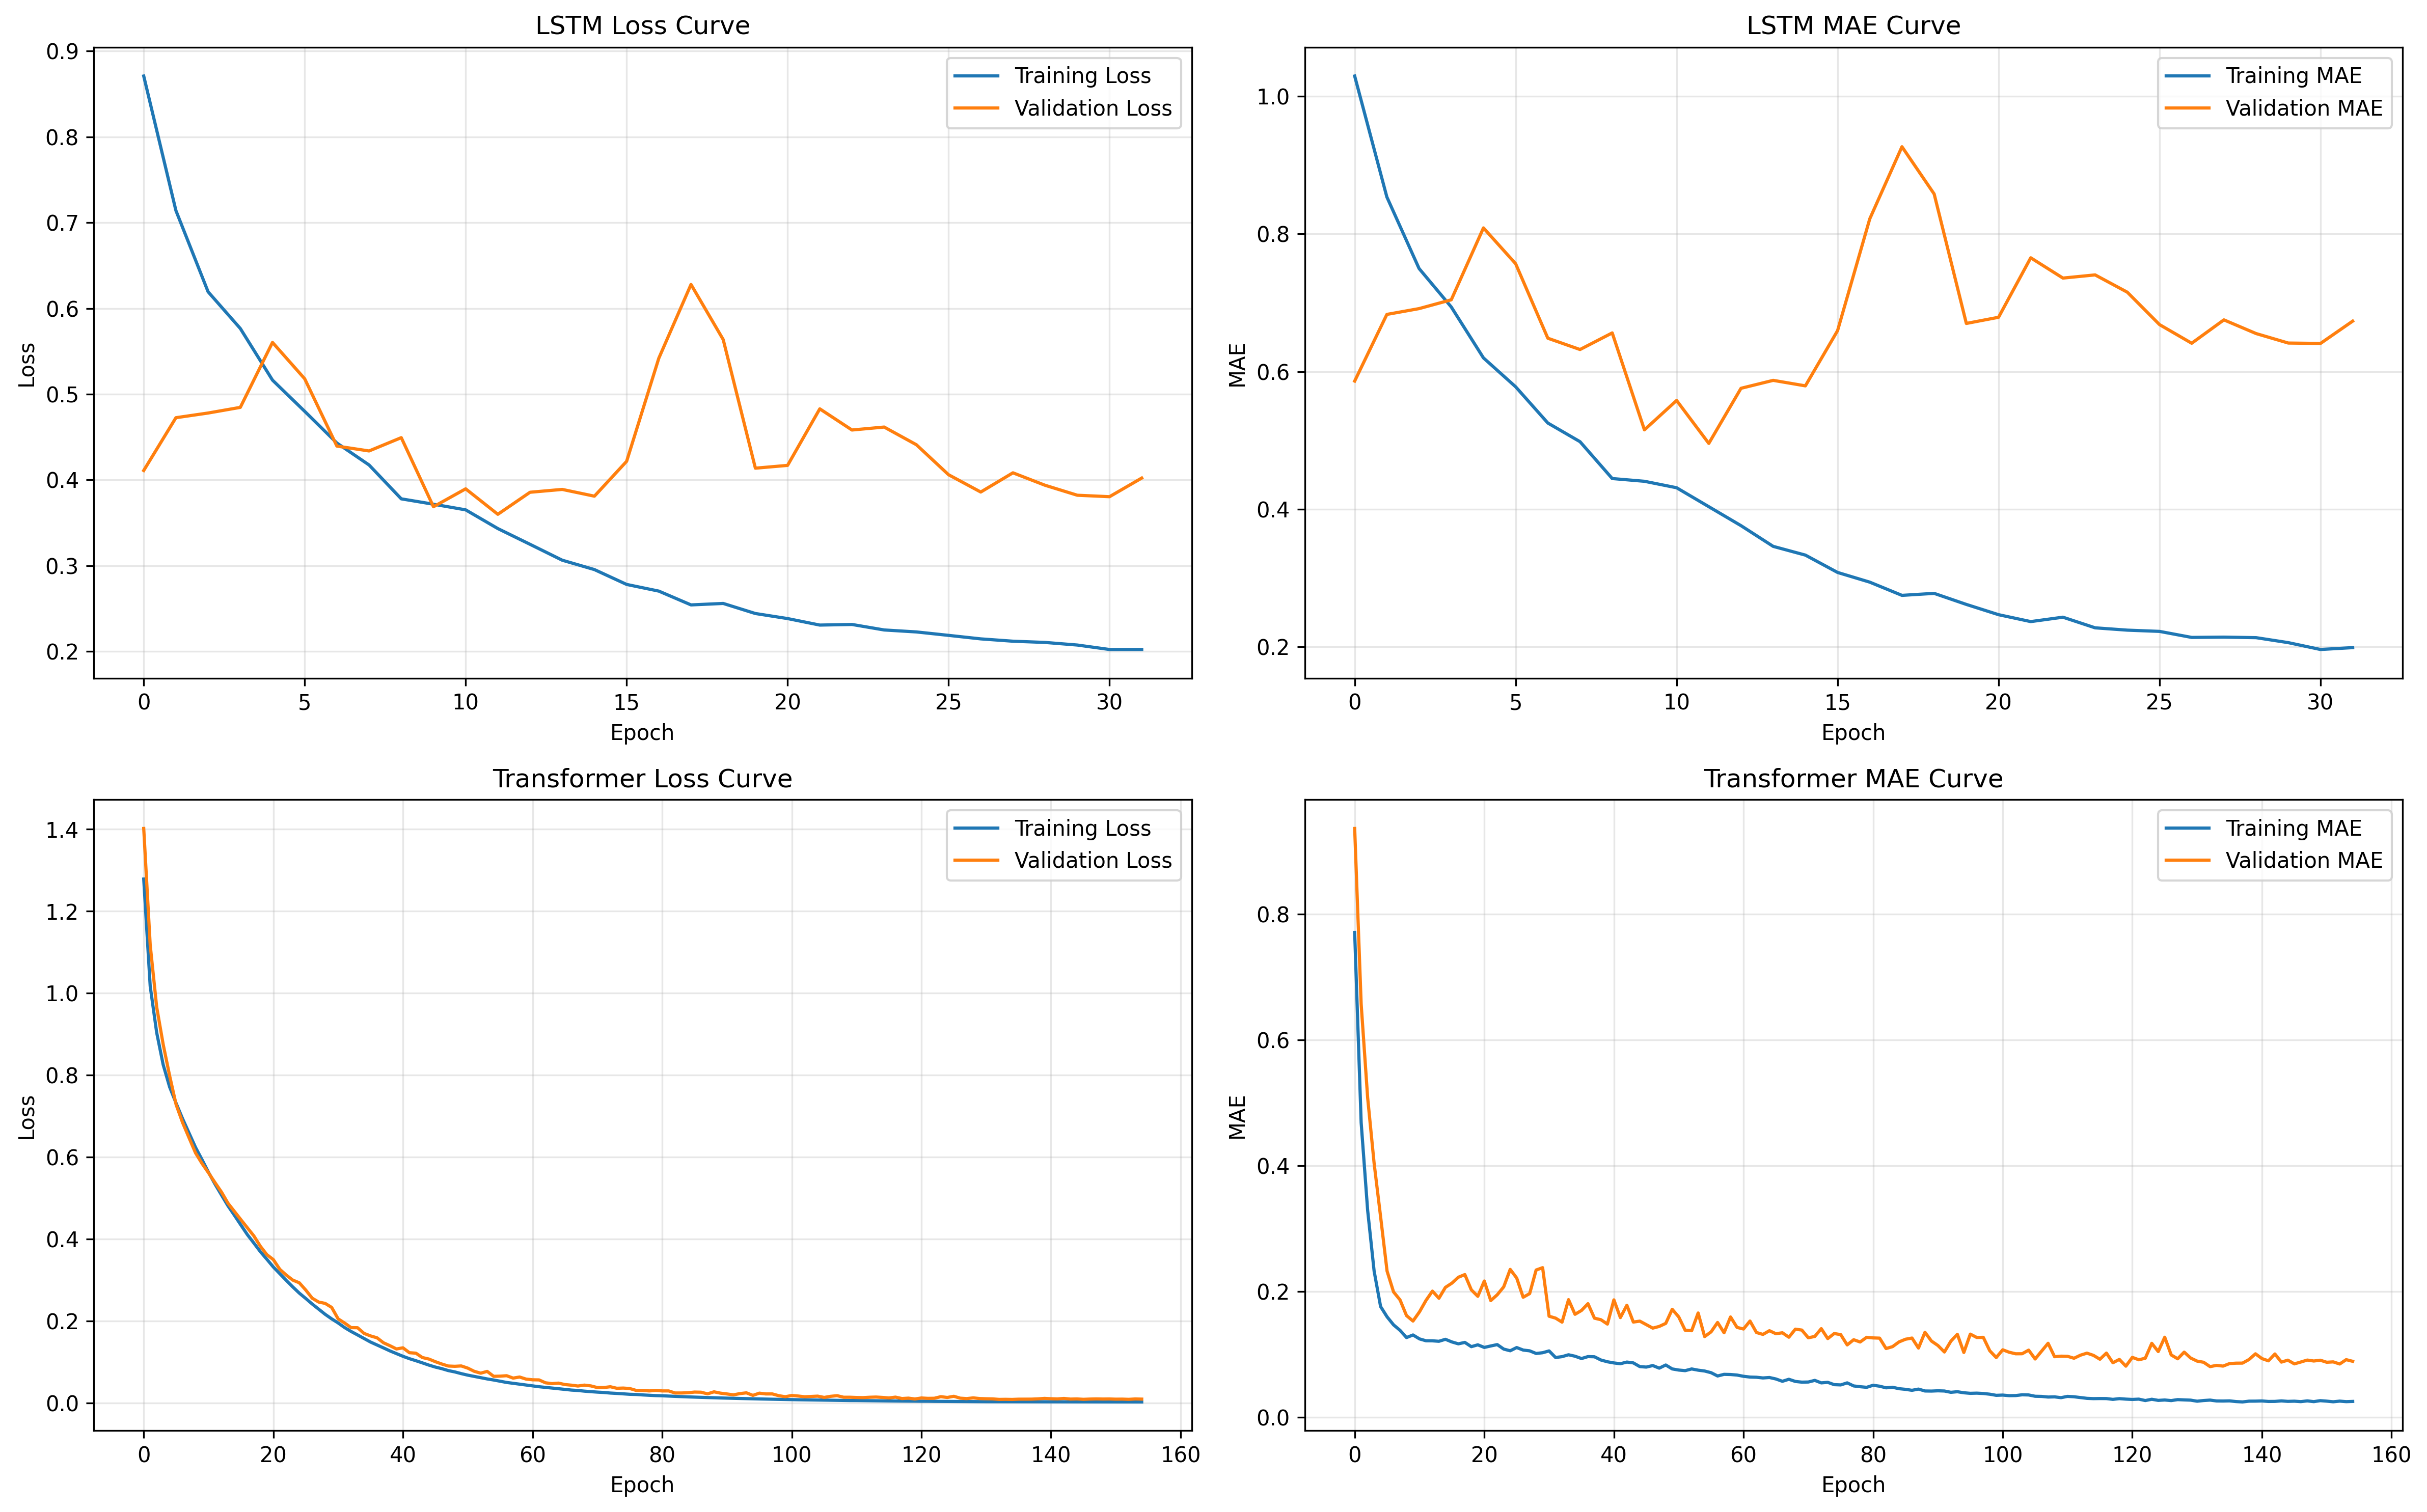 LSTM Loss Curve
0.9
0.8
0.7
0.6
0.5
0.4
0.3
0.2
Loss
Training Loss
Validation Loss
0 5 10 15 20 25 30
Epoch
LSTM MAE Curve
1.0
0.8
0.6
0.4
0.2
MAE
Training MAE
Validation MAE
0 5 10 15 20 25 30
Epoch
Transformer Loss Curve
1.4
1.2
1.0
0.8
0.6
0.4
0.2
0.0
Loss
Training Loss
Validation Loss
0 20 40 60 80 100 120 140 160
Epoch
Transformer MAE Curve
0.8
0.6
0.4
0.2
0.0
MAE
Training MAE
Validation MAE
0 20 40 60 80 100 120 140 160
Epoch